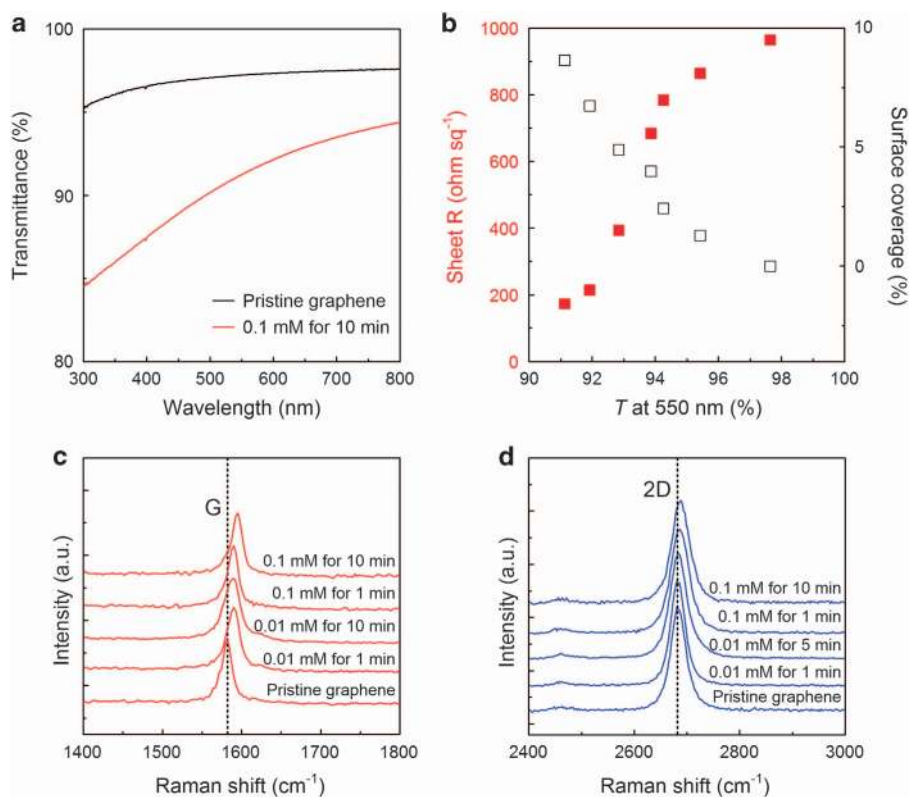 a
100
90
80
Transmittance (%)
Pristine graphene
0.1 mM for 10 min
300 400 500 600 700 800
Wavelength (nm)
b
1000
800
600
400
200
0
Sheet R (ohm sq⁻¹)
10
5
0
Surface coverage (%)
90 92 94 96 98 100
T at 550 nm (%)
c
G
0.1 mM for 10 min
0.1 mM for 1 min
0.01 mM for 10 min
0.01 mM for 1 min
Pristine graphene
Intensity (a.u.)
1400 1500 1600 1700 1800
Raman shift (cm⁻¹)
d
2D
0.1 mM for 10 min
0.1 mM for 1 min
0.01 mM for 5 min
0.01 mM for 1 min
Pristine graphene
Intensity (a.u.)
2400 2600 2800 3000
Raman shift (cm⁻¹)